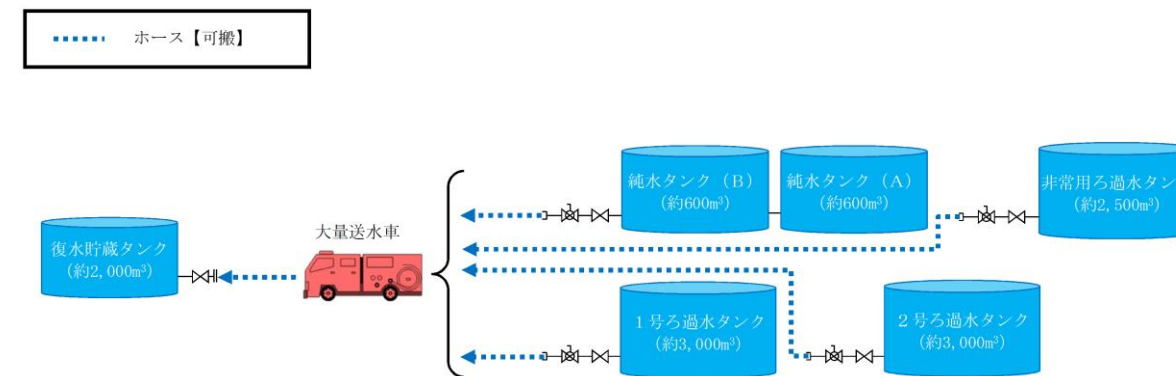 ホース【可搬】
純水タンク（B）
（約600m³）
純水タンク（A）
（約600m³）
非常用ろ過水タン
（約2,500m³）
大量送水車
復水貯蔵タンク
（約2,000m³）
１号ろ過水タンク
（約3,000m³）
２号ろ過水タンク
（約3,000m³）